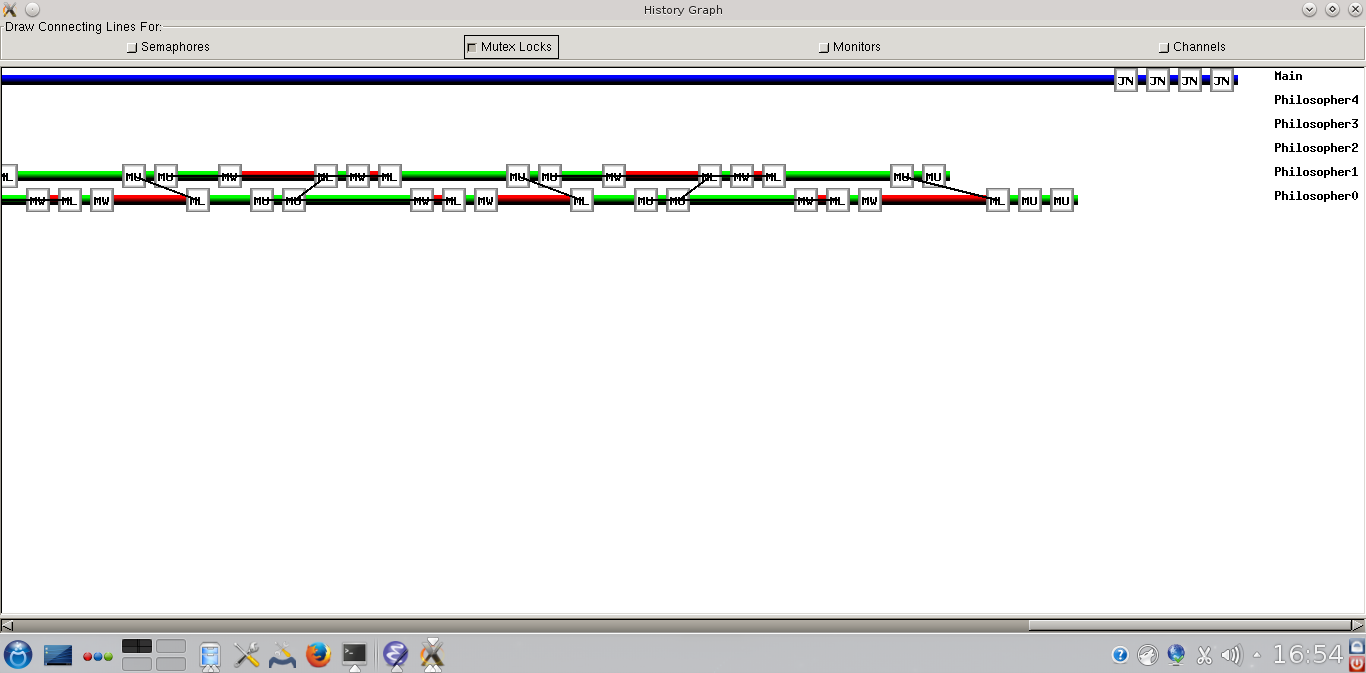 History Graph
Draw Connecting Lines For:
Semaphores Mutex Locks Monitors Channels
JN JN JN JN Main
Philosopher4
Philosopher3
Philosopher2
ML MU MU MW ML MW ML MU MU MW ML MW ML MU MU Philosopher1
MW ML MW ML MU MU MW ML MW ML MU MU MW ML MW ML MU MU Philosopher0
16:54